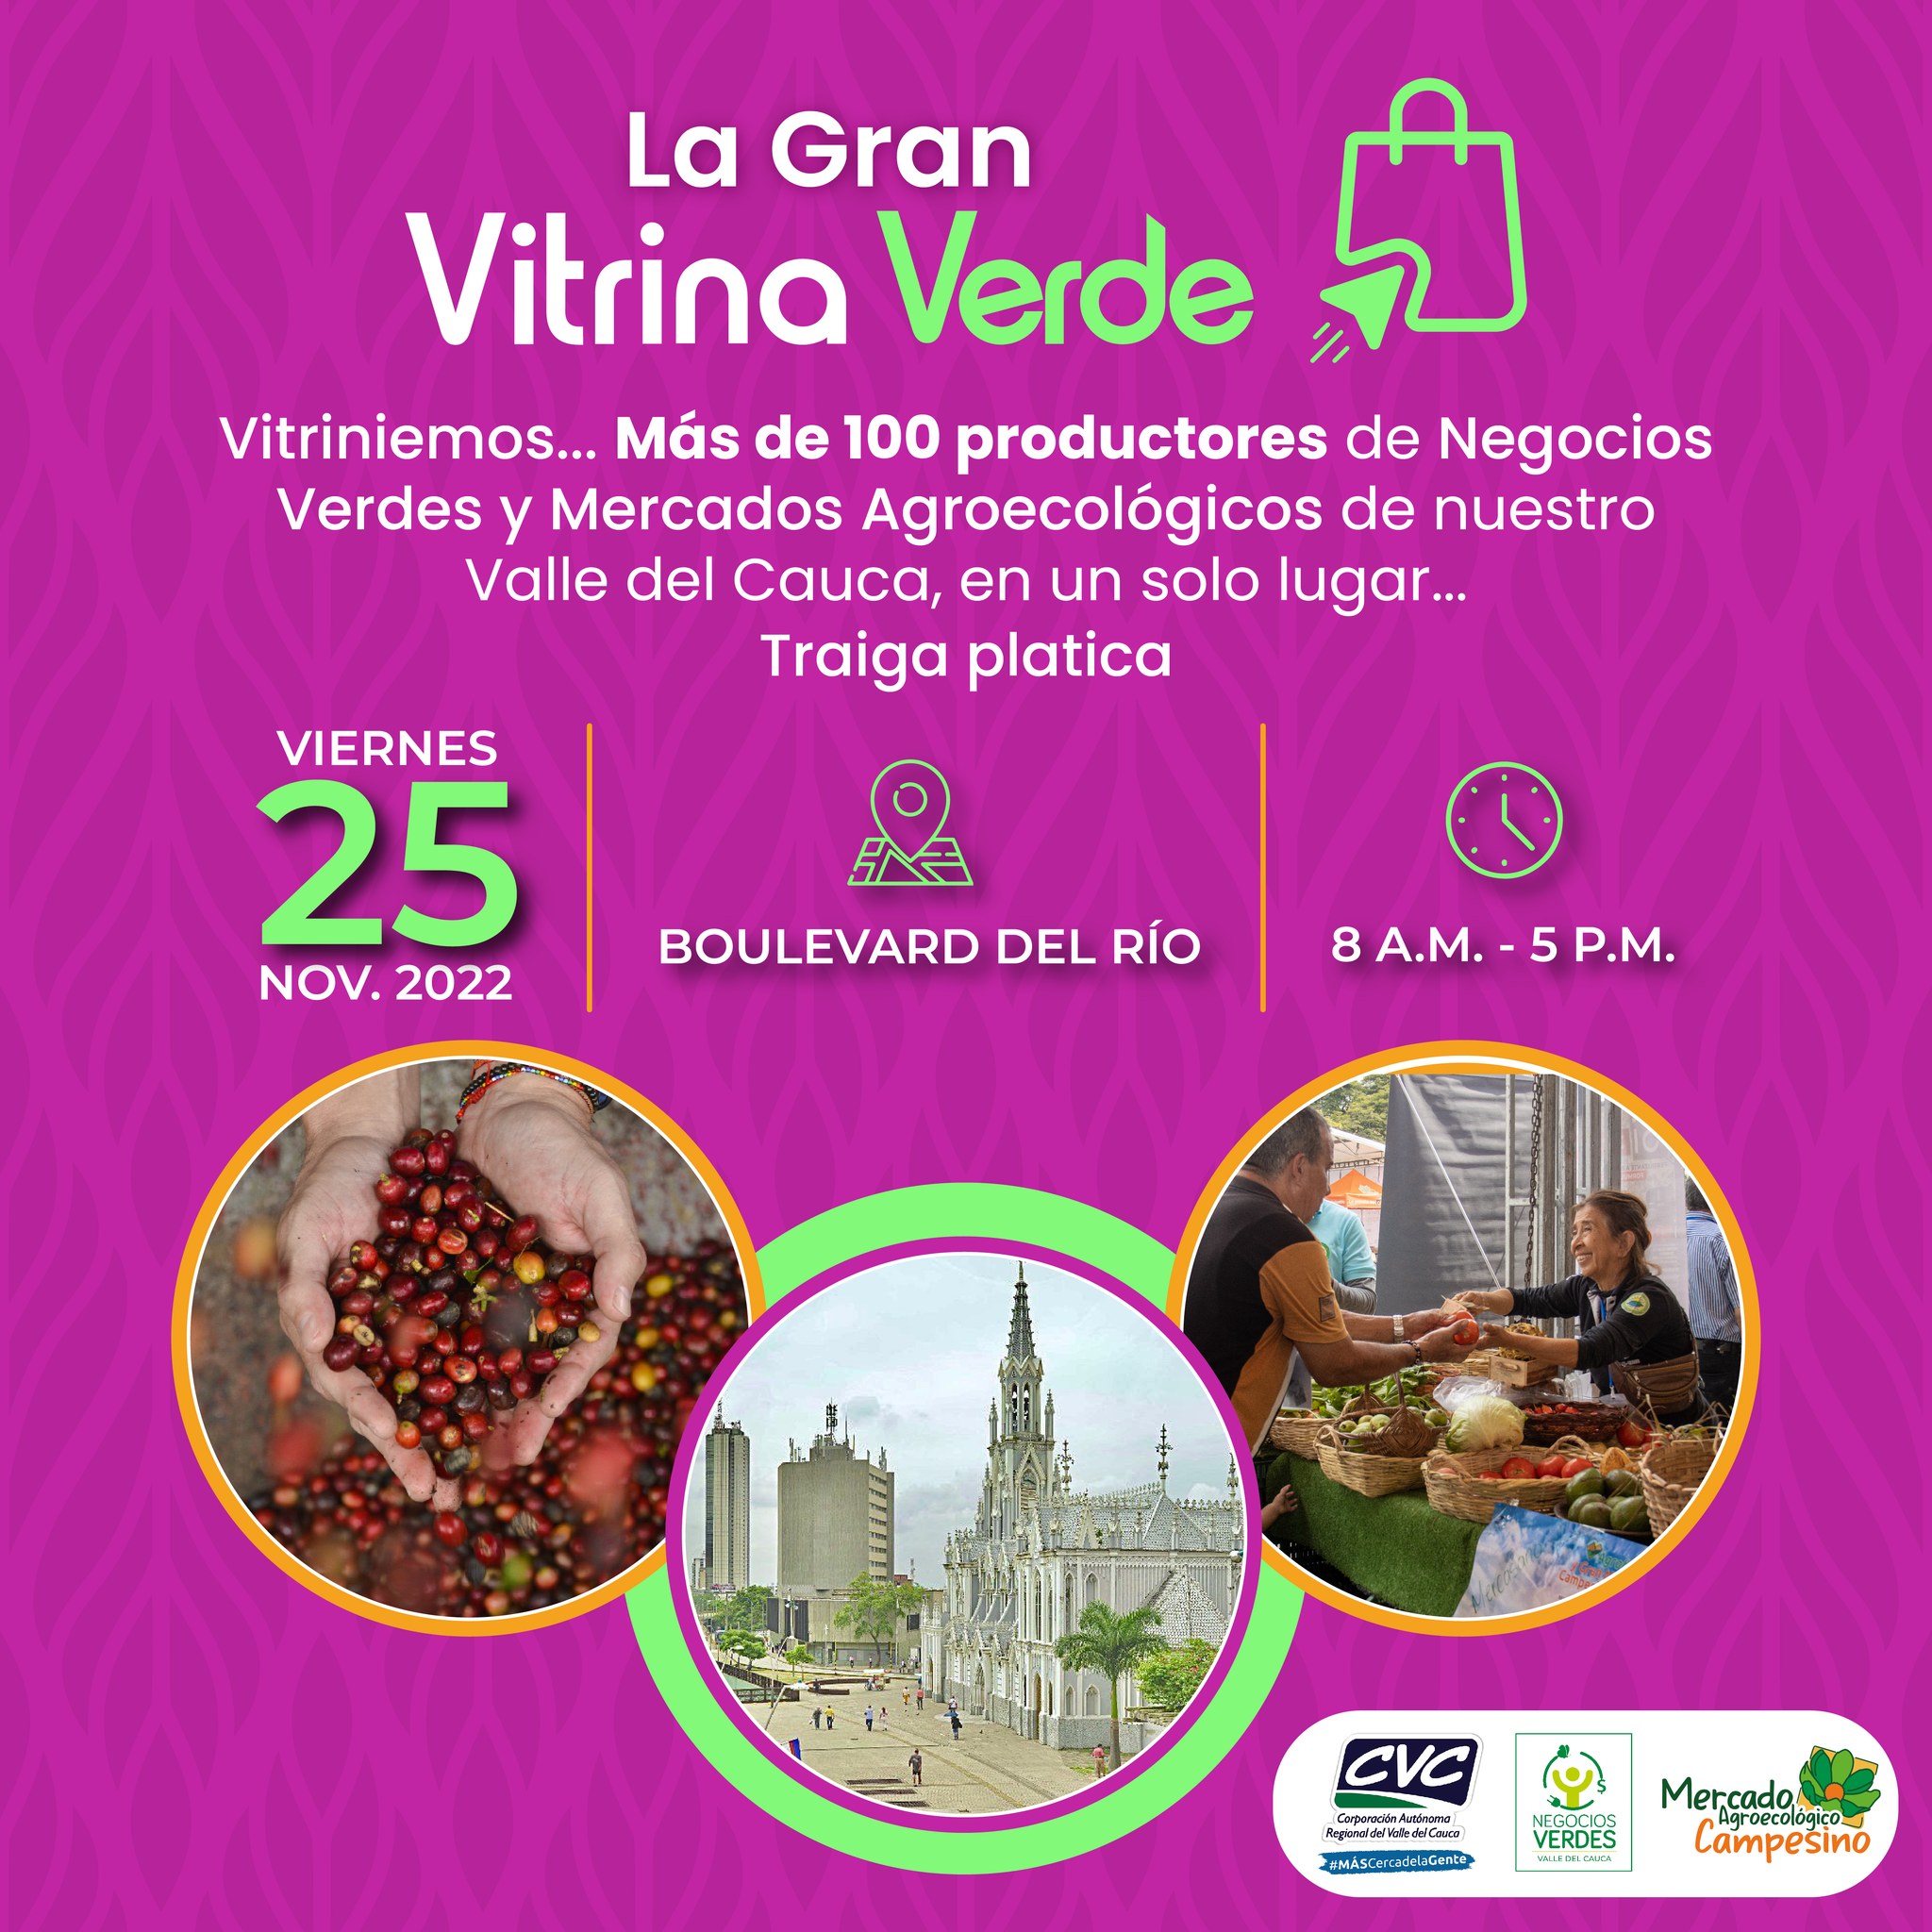 La Gran
Vitrina Verde
Vitriniemos... Más de 100 productores de Negocios
Verdes y Mercados Agroecológicos de nuestro
Valle del Cauca, en un solo lugar...
Traiga platica
VIERNES
25
NOV. 2022
BOULEVARD DEL RÍO
8 A.M. - 5 P.M.
CVC
Corporación Autónoma
Regional del Valle del Cauca
#MÁSCercadelaGente
NEGOCIOS
VERDES
VALLE DEL CAUCA
Mercado
Agroecológico
Campesino